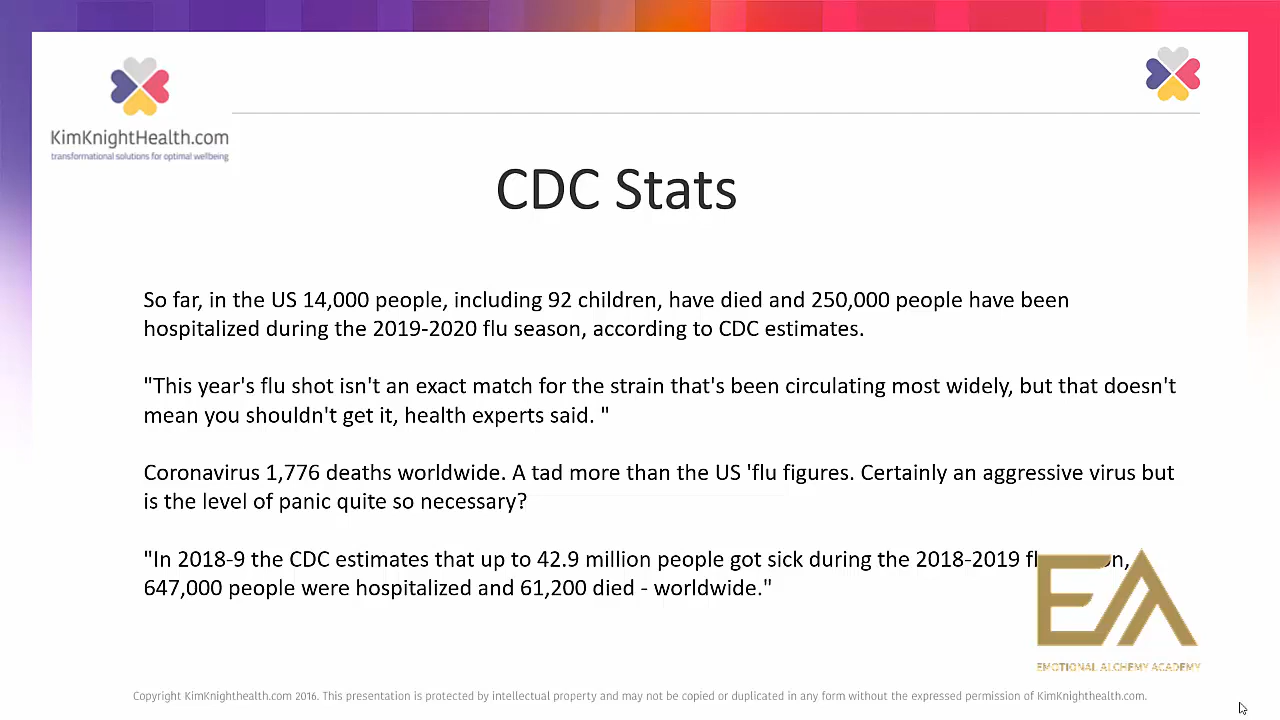 KimKnightHealth.com
transformational solutions for optimal wellbeing
CDC Stats
So far, in the US 14,000 people, including 92 children, have died and 250,000 people have been
hospitalized during the 2019-2020 flu season, according to CDC estimates.
"This year's flu shot isn't an exact match for the strain that's been circulating most widely, but that doesn't
mean you shouldn't get it, health experts said. "
Coronavirus 1,776 deaths worldwide. A tad more than the US 'flu figures. Certainly an aggressive virus but
is the level of panic quite so necessary?
"In 2018-9 the CDC estimates that up to 42.9 million people got sick during the 2018-2019
647,000 people were hospitalized and 61,200 died - worldwide."
EA
EMOTIONAL ALCHEMY ACADEMY
Copyright KimKnighthealth.com 2016. This presentation is protected by intellectual property and may not be copied or duplicated in any form without the expressed permission of KimKnighthealth.com.